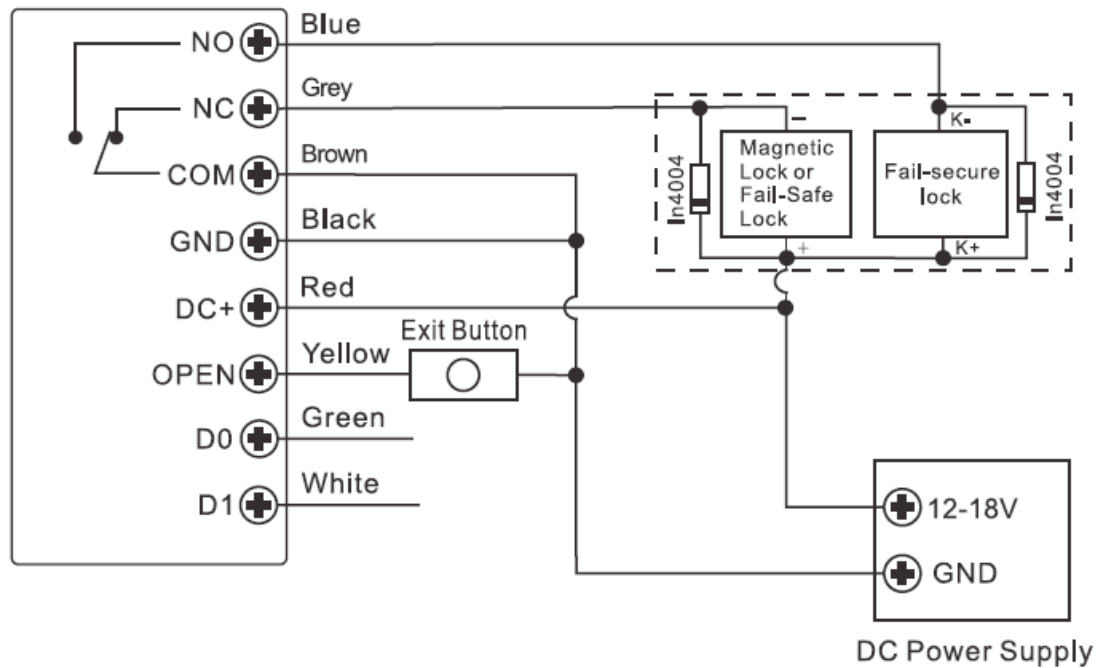 NO
Blue
NC
Grey
COM
Brown
GND
Black
DC+
Red
OPEN
Yellow
Exit Button
D0
Green
D1
White
In4004
−
Magnetic
Lock or
Fail-Safe
Lock
+
K-
Fail-secure
lock
K+
In4004
12-18V
GND
DC Power Supply